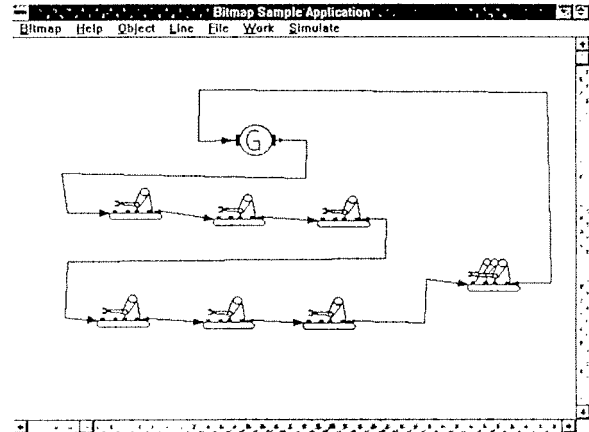 Bitmap Sample Application
Bitmap Help Object Line File Work Simulate
G